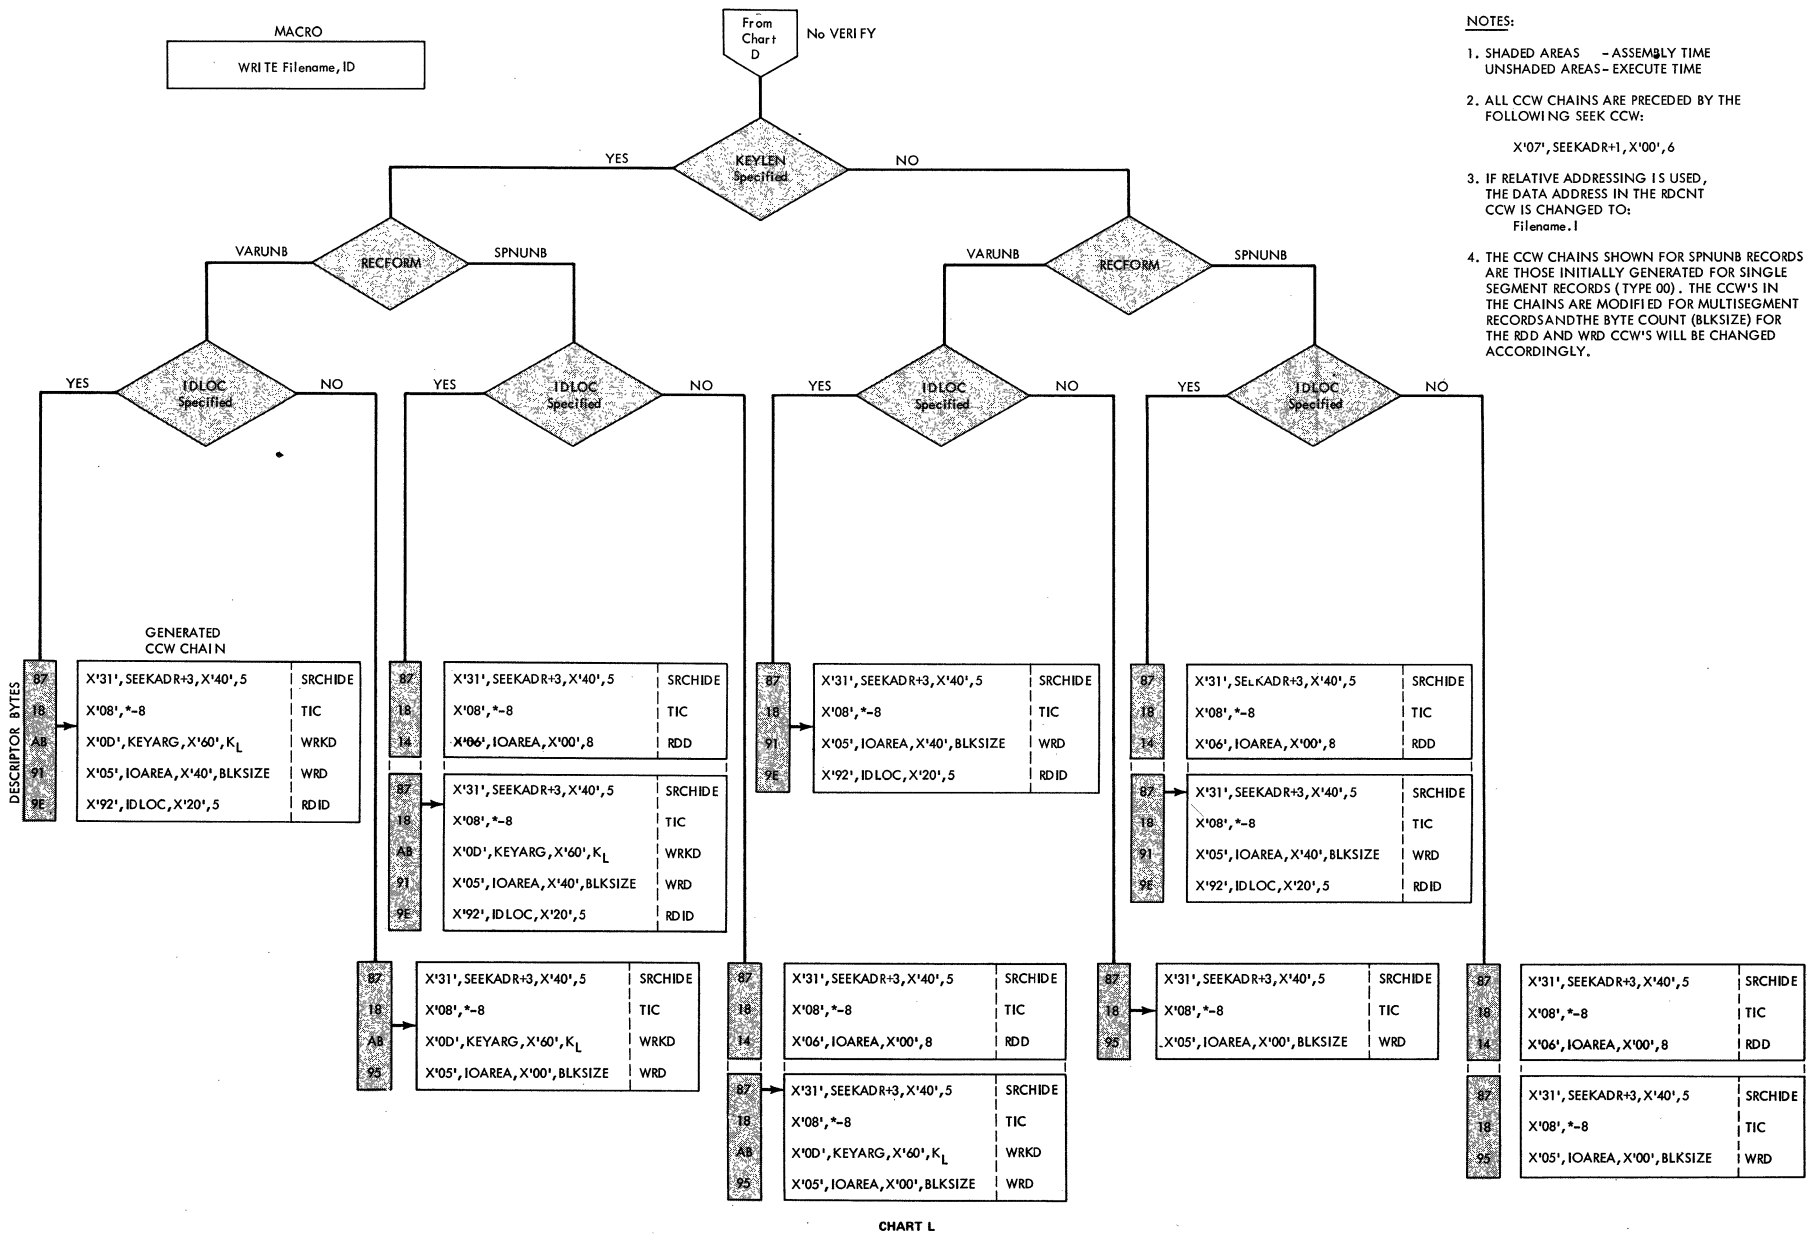 MACRO
WRITE Filename, ID
From
Chart
D
No VERIFY
NOTES:
1. SHADED AREAS - ASSEMBLY TIME
UNSHADED AREAS - EXECUTE TIME
2. ALL CCW CHAINS ARE PRECEDED BY THE
FOLLOWING SEEK CCW:
X'07', SEEKADR+1, X'00', 6
3. IF RELATIVE ADDRESSING IS USED,
THE DATA ADDRESS IN THE RDCNT
CCW IS CHANGED TO:
Filename.I
4. THE CCW CHAINS SHOWN FOR SPNUNB RECORDS
ARE THOSE INITIALLY GENERATED FOR SINGLE
SEGMENT RECORDS (TYPE 00). THE CCW'S IN
THE CHAINS ARE MODIFIED FOR MULTISEGMENT
RECORDSANDTHE BYTE COUNT (BLKSIZE) FOR
THE RDD AND WRD CCW'S WILL BE CHANGED
ACCORDINGLY.
YES
KEYLEN
Specified
NO
VARUNB
RECFORM
SPNUNB
VARUNB
RECFORM
SPNUNB
YES
IDLOC
Specified
NO
YES
IDLOC
Specified
NO
YES
IDLOC
Specified
NO
YES
IDLOC
Specified
NO
GENERATED
CCW CHAIN
DESCRIPTOR BYTES
87 X'31', SEEKADR+3, X'40', 5 SRCHIDE
18 X'08', *-8 TIC
AB X'0D', KEYARG, X'60', KL WRKD
91 X'05', IOAREA, X'40', BLKSIZE WRD
9E X'92', IDLOC, X'20', 5 RDID
87 X'31', SEEKADR+3, X'40', 5 SRCHIDE
18 X'08', *-8 TIC
14 X'06', IOAREA, X'00', 8 RDD
87 X'31', SEEKADR+3, X'40', 5 SRCHIDE
18 X'08', *-8 TIC
AB X'0D', KEYARG, X'60', KL WRKD
91 X'05', IOAREA, X'40', BLKSIZE WRD
9E X'92', IDLOC, X'20', 5 RDID
87 X'31', SEEKADR+3, X'40', 5 SRCHIDE
18 X'08', *-8 TIC
91 X'05', IOAREA, X'40', BLKSIZE WRD
9E X'92', IDLOC, X'20', 5 RDID
87 X'31', SELKADR+3, X'40', 5 SRCHIDE
18 X'08', *-8 TIC
14 X'06', IOAREA, X'00', 8 RDD
87 X'31', SEEKADR+3, X'40', 5 SRCHIDE
18 X'08', *-8 TIC
91 X'05', IOAREA, X'40', BLKSIZE WRD
9E X'92', IDLOC, X'20', 5 RDID
87 X'31', SEEKADR+3, X'40', 5 SRCHIDE
18 X'08', *-8 TIC
AB X'0D', KEYARG, X'60', KL WRKD
95 X'05', IOAREA, X'00', BLKSIZE WRD
87 X'31', SEEKADR+3, X'40', 5 SRCHIDE
18 X'08', *-8 TIC
14 X'06', IOAREA, X'00', 8 RDD
87 X'31', SEEKADR+3, X'40', 5 SRCHIDE
18 X'08', *-8 TIC
AB X'0D', KEYARG, X'60', KL WRKD
95 X'05', IOAREA, X'00', BLKSIZE WRD
87 X'31', SEEKADR+3, X'40', 5 SRCHIDE
18 X'08', *-8 TIC
95 X'05', IOAREA, X'00', BLKSIZE WRD
87 X'31', SEEKADR+3, X'40', 5 SRCHIDE
18 X'08', *-8 TIC
14 X'06', IOAREA, X'00', 8 RDD
87 X'31', SEEKADR+3, X'40', 5 SRCHIDE
18 X'08', *-8 TIC
95 X'05', IOAREA, X'00', BLKSIZE WRD
CHART L